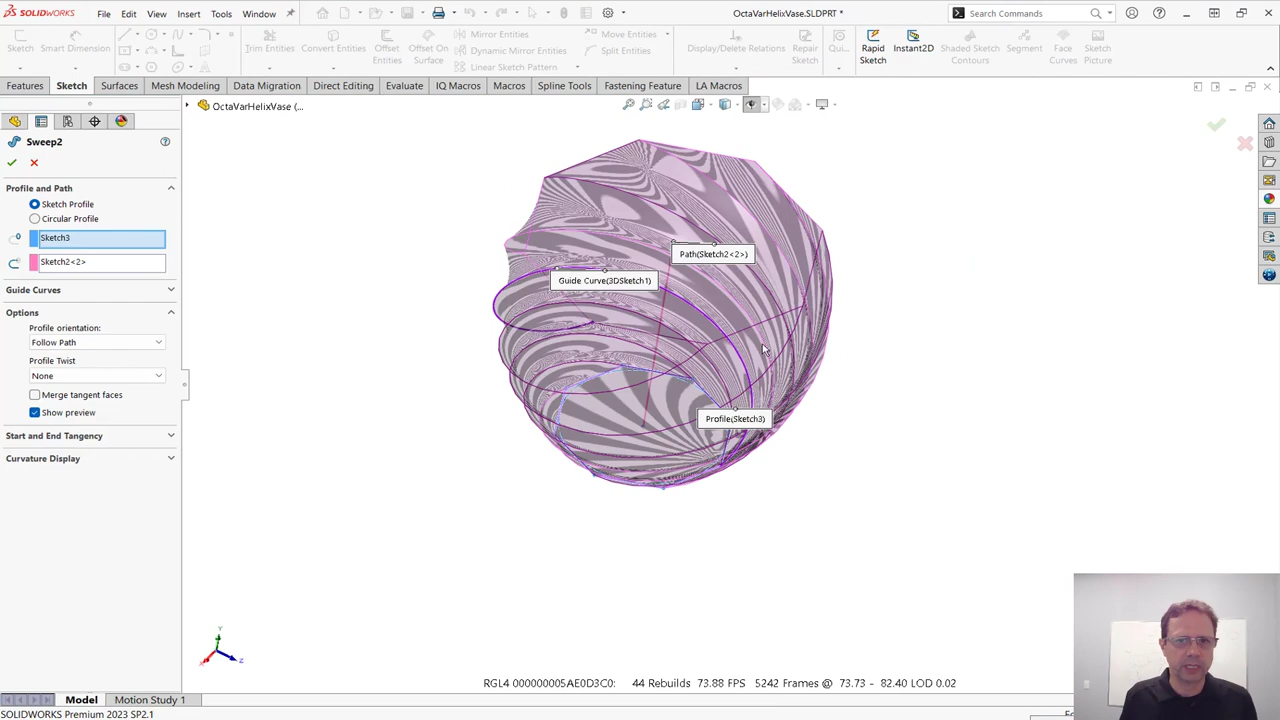 SOLIDWORKS File Edit View Insert Tools Window OctaVarHelixVase.SLDPRT * Search Commands
Sketch Smart Dimension Trim Entities Convert Entities Offset Entities Offset On Surface Mirror Entities Dynamic Mirror Entities Linear Sketch Pattern Move Entities Split Entities Display/Delete Relations Repair Sketch Qui... Rapid Sketch Instant2D Shaded Sketch Contours Segment Face Curves Sketch Picture
Features Sketch Surfaces Mesh Modeling Data Migration Direct Editing Evaluate IQ Macros Macros Spline Tools Fastening Feature LA Macros
OctaVarHelixVase (...
Sweep2
Profile and Path
Sketch Profile
Circular Profile
Sketch3
Sketch2<2>
Guide Curves
Options
Profile orientation:
Follow Path
Profile Twist
None
Merge tangent faces
Show preview
Start and End Tangency
Curvature Display
Path(Sketch2<2>)
Guide Curve(3DSketch1)
Profile(Sketch3)
Y
X
Z
RGL4 000000005AE0D3C0: 44 Rebuilds 73.88 FPS 5242 Frames @ 73.73 - 82.40 LOD 0.02
Model Motion Study 1
SOLIDWORKS Premium 2023 SP2.1